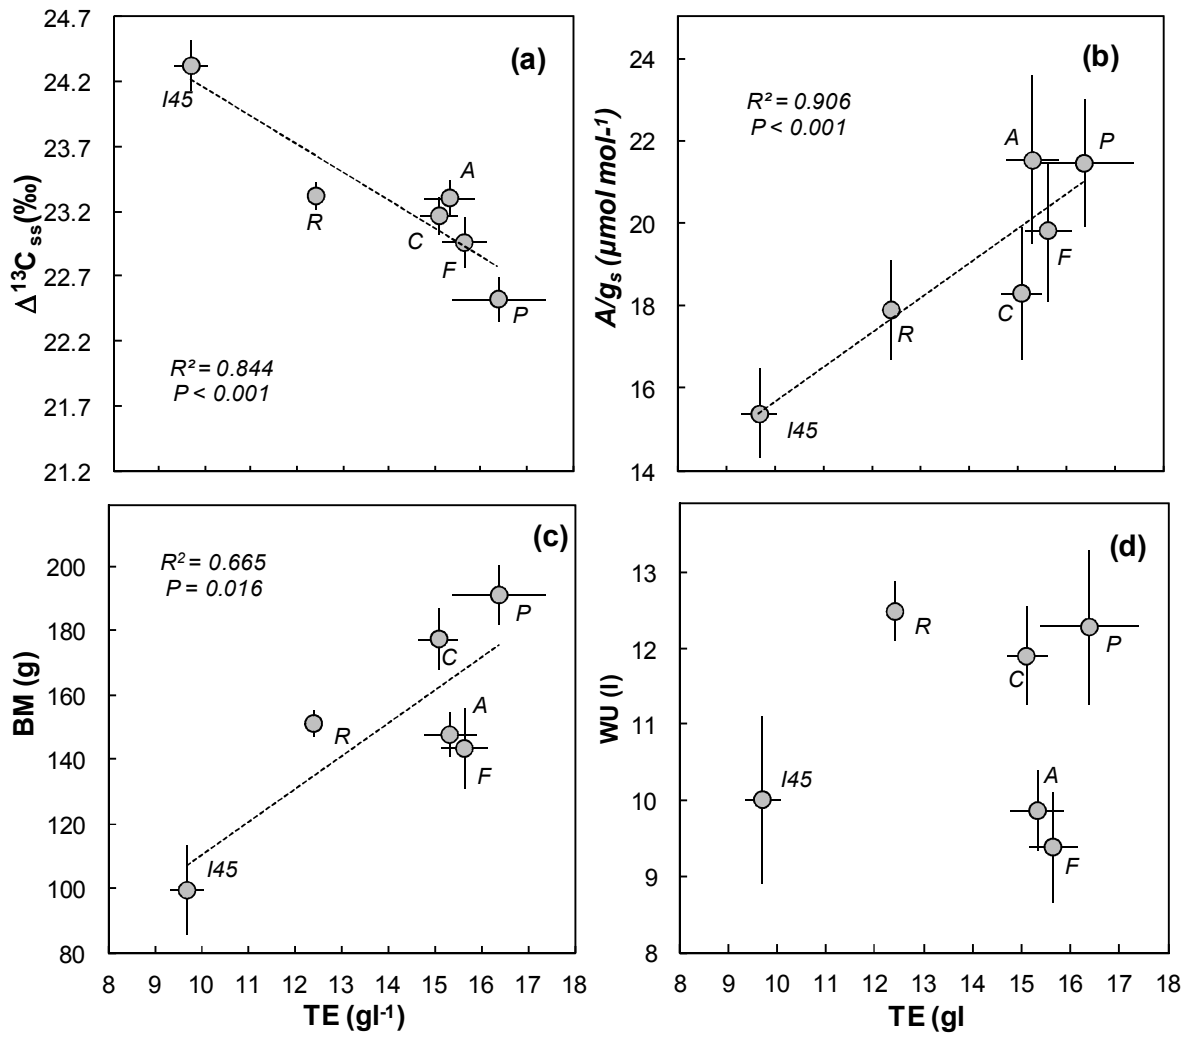 24.7
24.2
23.7
23.2
22.7
22.2
21.7
21.2
Δ¹³C ss (‰)
(a)
I45
R
A
C
F
P
R² = 0.844
P < 0.001
24
22
20
18
16
14
A/gs (µmol mol-¹)
(b)
R² = 0.906
P < 0.001
A
P
F
C
R
I45
200
180
160
140
120
100
80
BM (g)
(c)
R² = 0.665
P = 0.016
P
C
A
R
F
I45
8 9 10 11 12 13 14 15 16 17 18
TE (gl-1)
13
12
11
10
9
8
WU (l)
(d)
R
P
C
I45
A
F
8 9 10 11 12 13 14 15 16 17 18
TE (gl